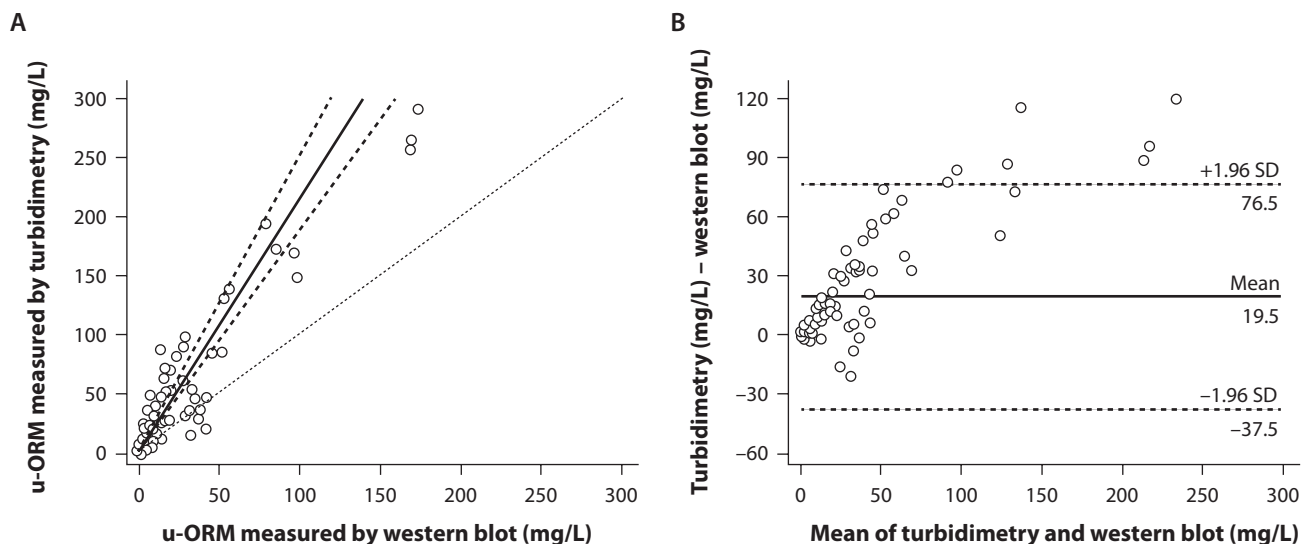 A
u-ORM measured by turbidimetry (mg/L)
300
250
200
150
100
50
0
0 50 100 150 200 250 300
u-ORM measured by western blot (mg/L)
B
Turbidimetry (mg/L) – western blot (mg/L)
120
90
60
30
0
–30
–60
+1.96 SD
76.5
Mean
19.5
–1.96 SD
–37.5
0 50 100 150 200 250 300
Mean of turbidimetry and western blot (mg/L)